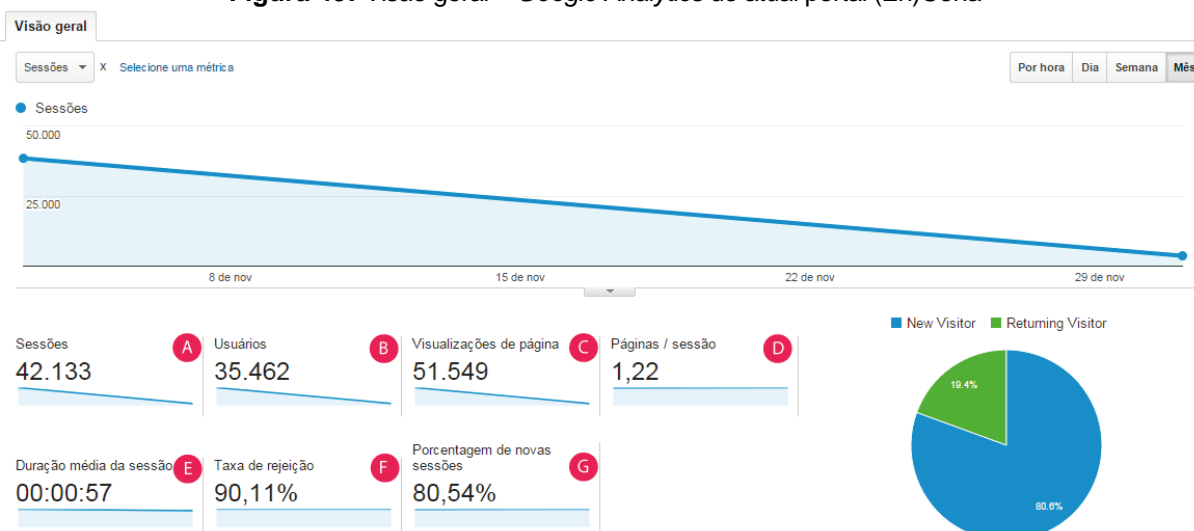 Visão geral
Sessões X Selecione uma métrica
Por hora Dia Semana Mês
Sessões
50.000
25.000
8 de nov 15 de nov 22 de nov 29 de nov
New Visitor Returning Visitor
Sessões A Usuários B Visualizações de página C Páginas / sessão D
42.133 35.462 51.549 1,22
19.4%
Duração média da sessão E Taxa de rejeição F Porcentagem de novas sessões G
00:00:57 90,11% 80,54%
80.6%